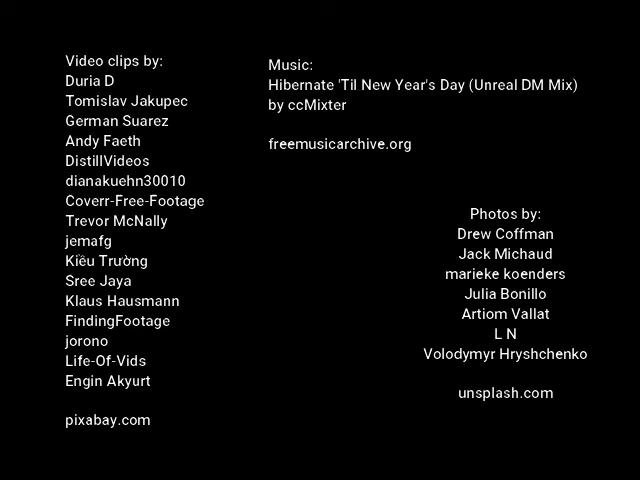 Video clips by:
Duria D
Tomislav Jakupec
German Suarez
Andy Faeth
DistillVideos
dianakuehn30010
Coverr-Free-Footage
Trevor McNally
jemafg
Kiều Trường
Sree Jaya
Klaus Hausmann
FindingFootage
jorono
Life-Of-Vids
Engin Akyurt
pixabay.com
Music:
Hibernate 'Til New Year's Day (Unreal DM Mix)
by ccMixter
freemusicarchive.org
Photos by:
Drew Coffman
Jack Michaud
marieke koenders
Julia Bonillo
Artiom Vallat
L N
Volodymyr Hryshchenko
unsplash.com